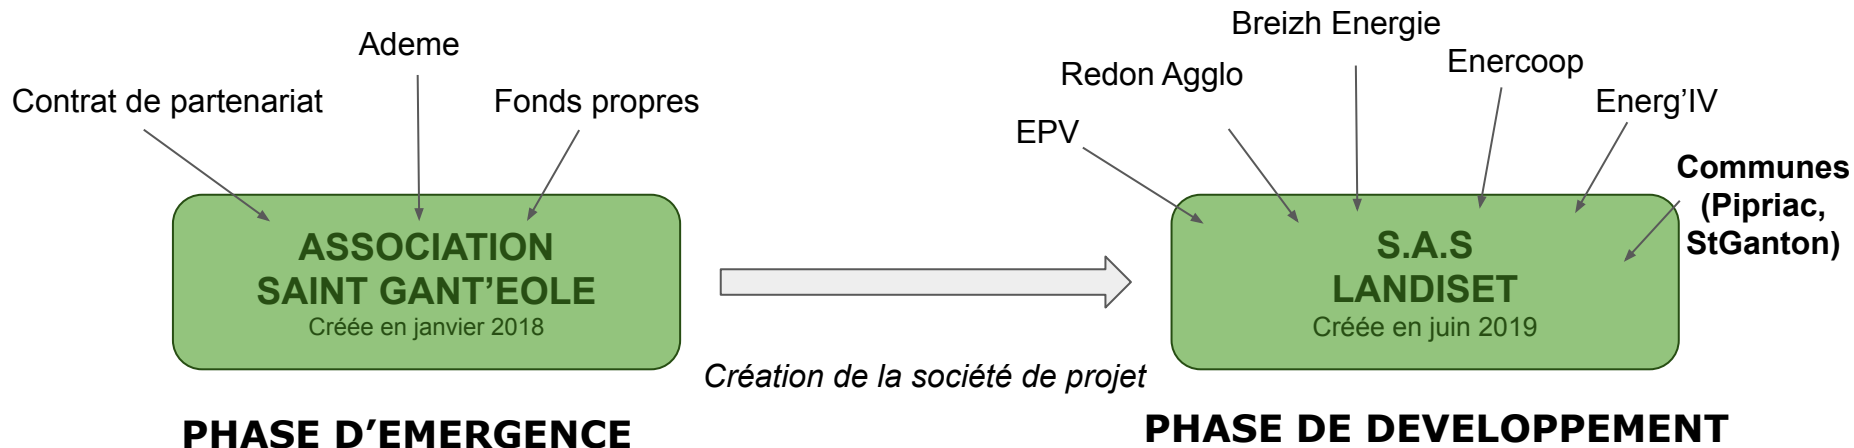 Contrat de partenariat
Ademe
Fonds propres
ASSOCIATION
SAINT GANT’EOLE
Créée en janvier 2018
PHASE D’EMERGENCE
Création de la société de projet
EPV
Redon Agglo
Breizh Energie
Enercoop
Energ’IV
Communes
(Pipriac,
StGanton)
S.A.S
LANDISET
Créée en juin 2019
PHASE DE DEVELOPPEMENT